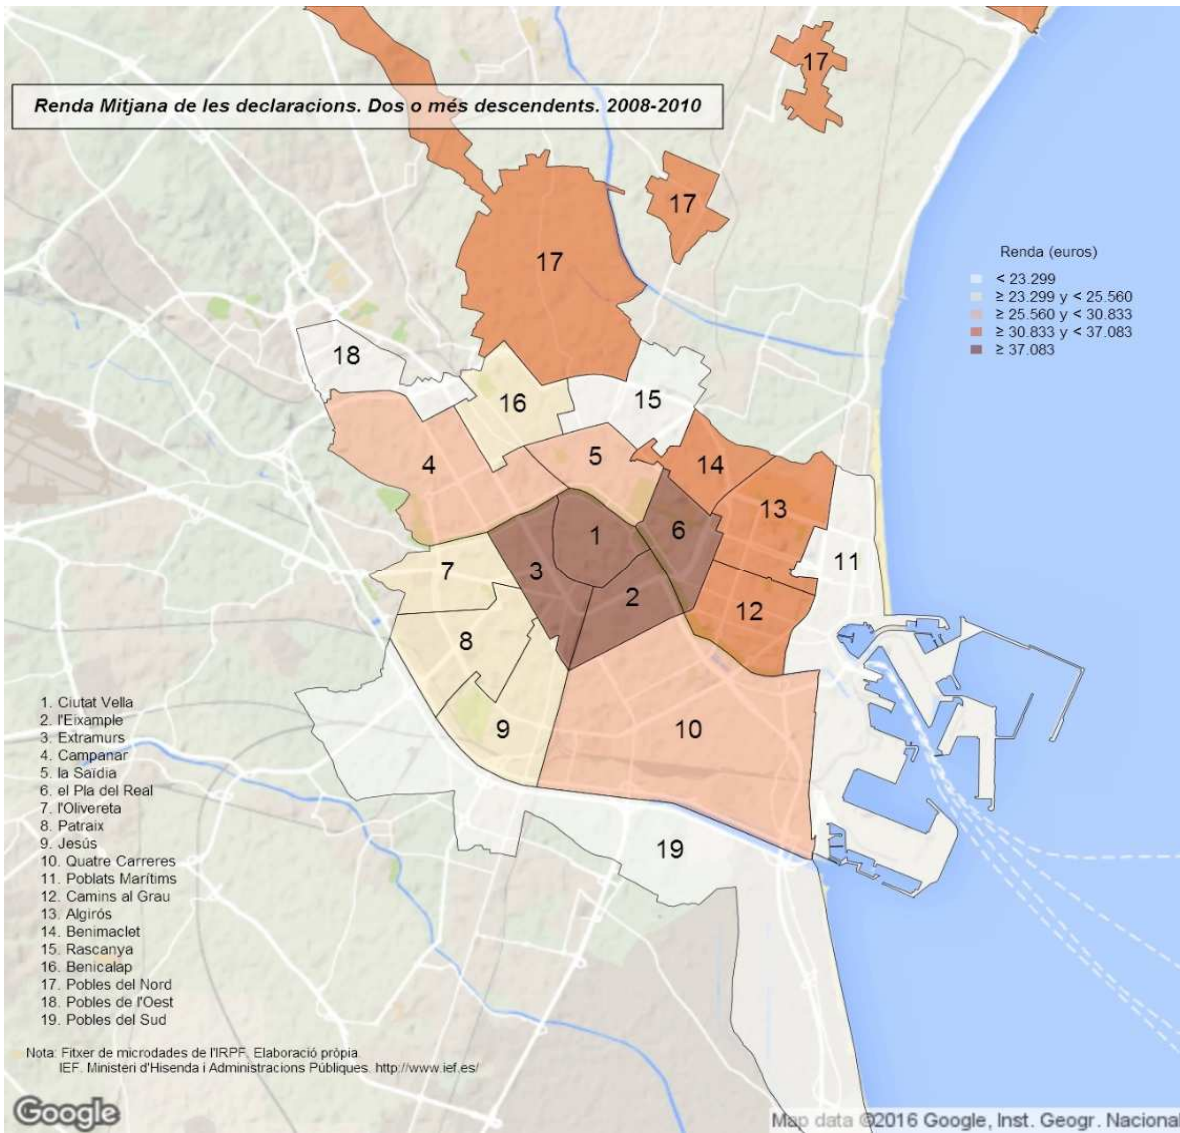 17
Renda Mitjana de les declaracions. Dos o més descendents. 2008-2010
17
17
Renda (euros)
< 23.299
≥ 23.299 y < 25.560
≥ 25.560 y < 30.833
≥ 30.833 y < 37.083
≥ 37.083
18
16
15
5
4
14
13
6
1
11
7
3
2
12
8
9
10
19
1. Ciutat Vella
2. l'Eixample
3. Extramurs
4. Campanar
5. la Saïdia
6. el Pla del Real
7. l'Olivereta
8. Patraix
9. Jesús
10. Quatre Carreres
11. Poblats Marítims
12. Camins al Grau
13. Algirós
14. Benimaclet
15. Rascanya
16. Benicalap
17. Pobles del Nord
18. Pobles de l'Oest
19. Pobles del Sud
Nota: Fitxer de microdades de l'IRPF. Elaboració pròpia.
IEF. Ministeri d'Hisenda i Administracions Públiques. http://www.ief.es/
Google
Map data ©2016 Google, Inst. Geogr. Nacional